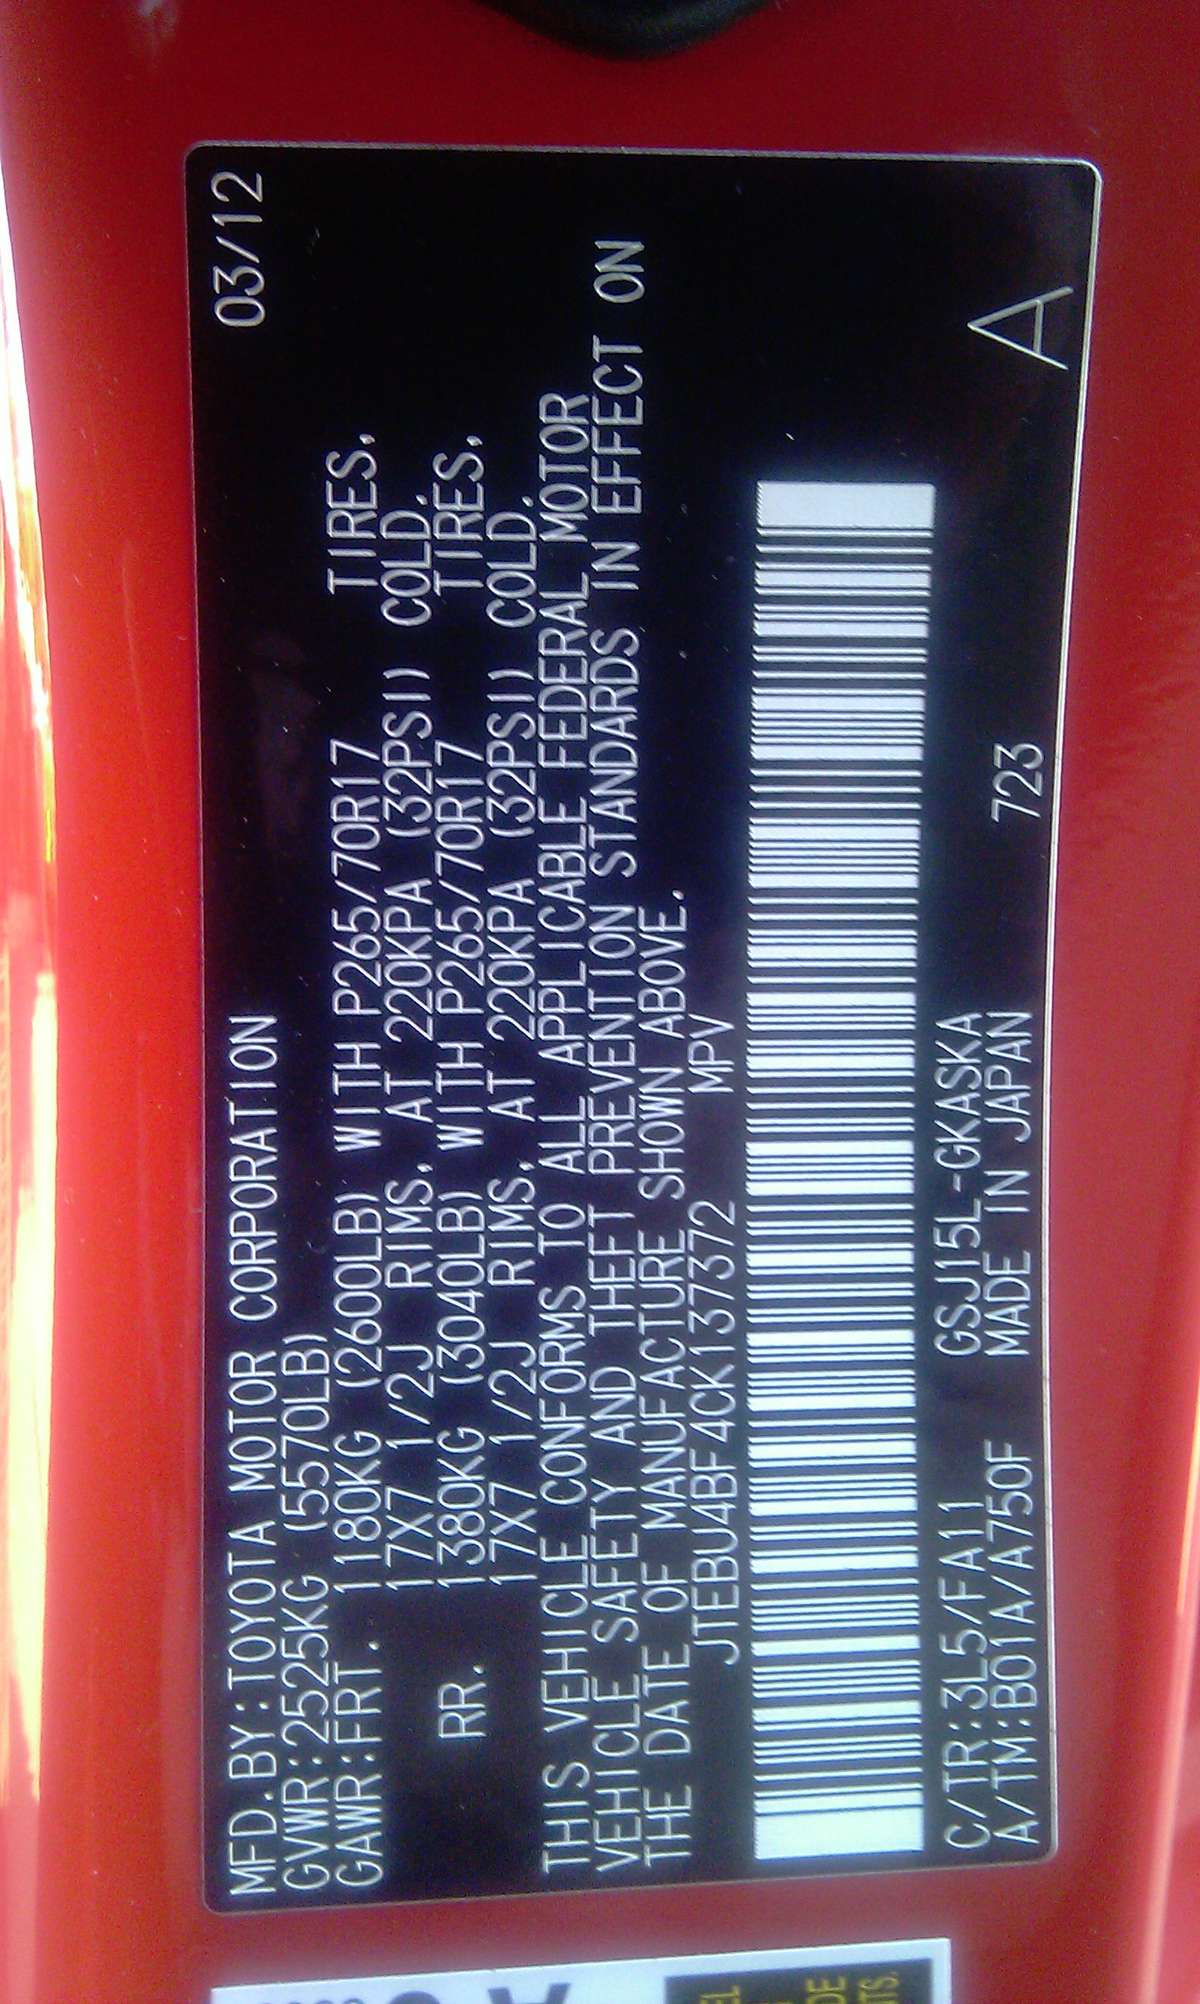 MFD.BY:TOYOTA MOTOR CORPORATION 03/12
GVWR:2525KG (5570LB)
GAWR:FRT. 1180KG (2600LB) WITH P265/70R17 TIRES,
17X7 1/2J RIMS, AT 220KPA (32PSI) COLD.
RR. 1380KG (3040LB) WITH P265/70R17 TIRES,
17X7 1/2J RIMS, AT 220KPA (32PSI) COLD.
THIS VEHICLE CONFORMS TO ALL APPLICABLE FEDERAL MOTOR
VEHICLE SAFETY AND THEFT PREVENTION STANDARDS IN EFFECT ON
THE DATE OF MANUFACTURE SHOWN ABOVE.
JTEBU4BF4CK137372 MPV
C/TR:3L5/FA11 GSJ15L-GKASKA
A/TM:B01A/A750F MADE IN JAPAN 723 A